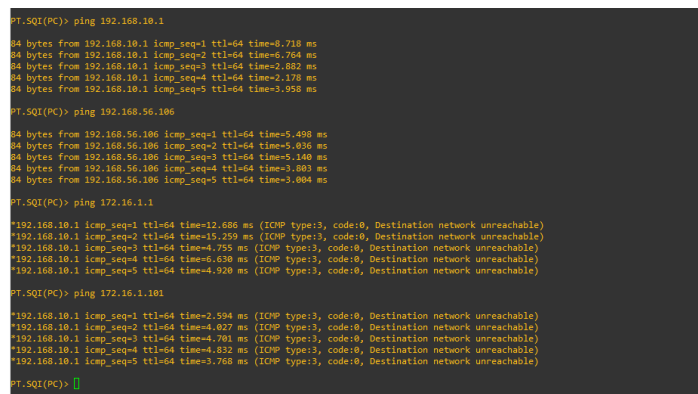 PT.SQI(PC)> ping 192.168.10.1
84 bytes from 192.168.10.1 icmp_seq=1 ttl=64 time=8.718 ms
84 bytes from 192.168.10.1 icmp_seq=2 ttl=64 time=6.764 ms
84 bytes from 192.168.10.1 icmp_seq=3 ttl=64 time=2.882 ms
84 bytes from 192.168.10.1 icmp_seq=4 ttl=64 time=2.178 ms
84 bytes from 192.168.10.1 icmp_seq=5 ttl=64 time=3.958 ms
PT.SQI(PC)> ping 192.168.56.106
84 bytes from 192.168.56.106 icmp_seq=1 ttl=64 time=5.498 ms
84 bytes from 192.168.56.106 icmp_seq=2 ttl=64 time=5.036 ms
84 bytes from 192.168.56.106 icmp_seq=3 ttl=64 time=5.140 ms
84 bytes from 192.168.56.106 icmp_seq=4 ttl=64 time=3.803 ms
84 bytes from 192.168.56.106 icmp_seq=5 ttl=64 time=3.004 ms
PT.SQI(PC)> ping 172.16.1.1
*192.168.10.1 icmp_seq=1 ttl=64 time=12.686 ms (ICMP type:3, code:0, Destination network unreachable)
*192.168.10.1 icmp_seq=2 ttl=64 time=15.259 ms (ICMP type:3, code:0, Destination network unreachable)
*192.168.10.1 icmp_seq=3 ttl=64 time=4.755 ms (ICMP type:3, code:0, Destination network unreachable)
*192.168.10.1 icmp_seq=4 ttl=64 time=6.630 ms (ICMP type:3, code:0, Destination network unreachable)
*192.168.10.1 icmp_seq=5 ttl=64 time=4.920 ms (ICMP type:3, code:0, Destination network unreachable)
PT.SQI(PC)> ping 172.16.1.101
*192.168.10.1 icmp_seq=1 ttl=64 time=2.594 ms (ICMP type:3, code:0, Destination network unreachable)
*192.168.10.1 icmp_seq=2 ttl=64 time=4.027 ms (ICMP type:3, code:0, Destination network unreachable)
*192.168.10.1 icmp_seq=3 ttl=64 time=4.701 ms (ICMP type:3, code:0, Destination network unreachable)
*192.168.10.1 icmp_seq=4 ttl=64 time=4.832 ms (ICMP type:3, code:0, Destination network unreachable)
*192.168.10.1 icmp_seq=5 ttl=64 time=3.768 ms (ICMP type:3, code:0, Destination network unreachable)
PT.SQI(PC)>